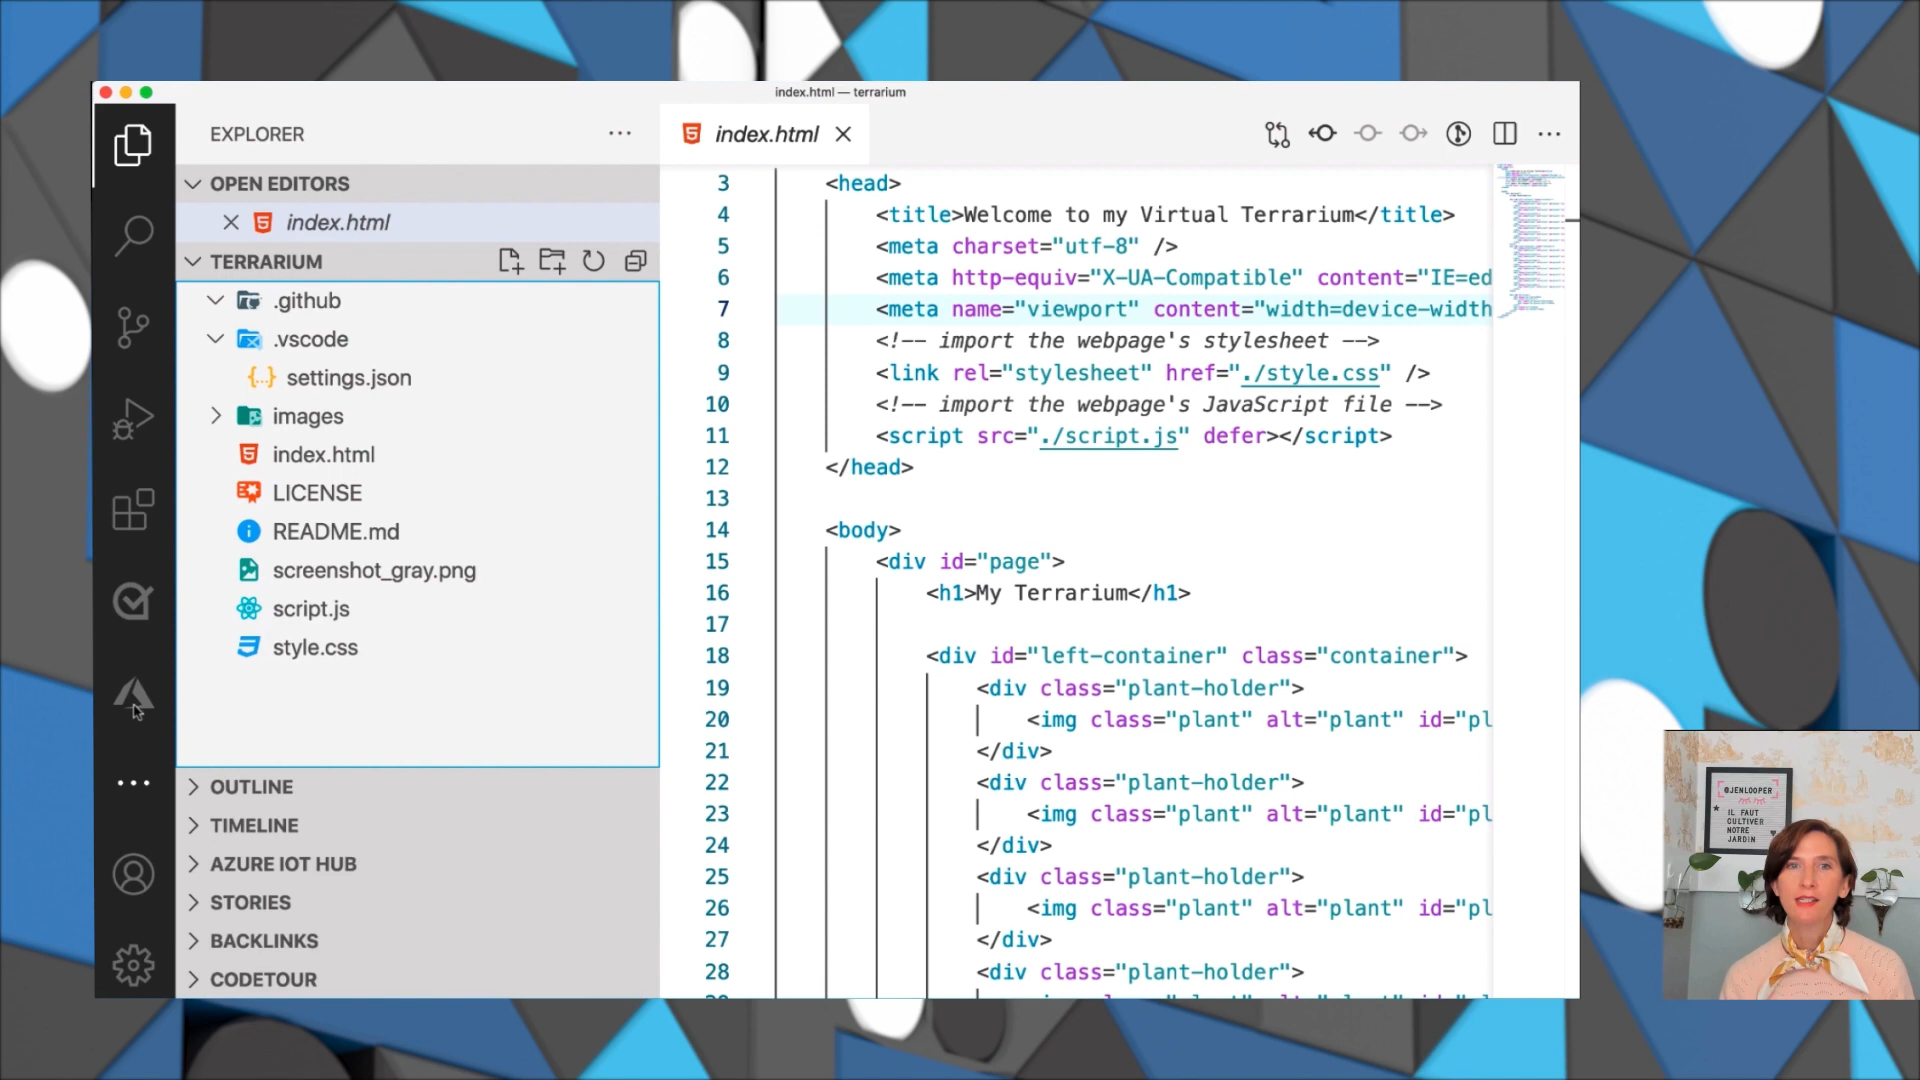 index.html — terrarium
EXPLORER
OPEN EDITORS
index.html
TERRARIUM
.github
.vscode
{..} settings.json
images
index.html
LICENSE
README.md
screenshot_gray.png
script.js
style.css
OUTLINE
TIMELINE
AZURE IOT HUB
STORIES
BACKLINKS
CODETOUR
index.html
3 <head>
4 <title>Welcome to my Virtual Terrarium</title>
5 <meta charset="utf-8" />
6 <meta http-equiv="X-UA-Compatible" content="IE=ed
7 <meta name="viewport" content="width=device-width
8 <!-- import the webpage's stylesheet -->
9 <link rel="stylesheet" href="./style.css" />
10 <!-- import the webpage's JavaScript file -->
11 <script src="./script.js" defer></script>
12 </head>
13
14 <body>
15 <div id="page">
16 <h1>My Terrarium</h1>
17
18 <div id="left-container" class="container">
19 <div class="plant-holder">
20 <img class="plant" alt="plant" id="pl
21 </div>
22 <div class="plant-holder">
23 <img class="plant" alt="plant" id="pl
24 </div>
25 <div class="plant-holder">
26 <img class="plant" alt="plant" id="pl
27 </div>
28 <div class="plant-holder">
@JENLOOPER
IL FAUT
CULTIVER
NOTRE
JARDIN